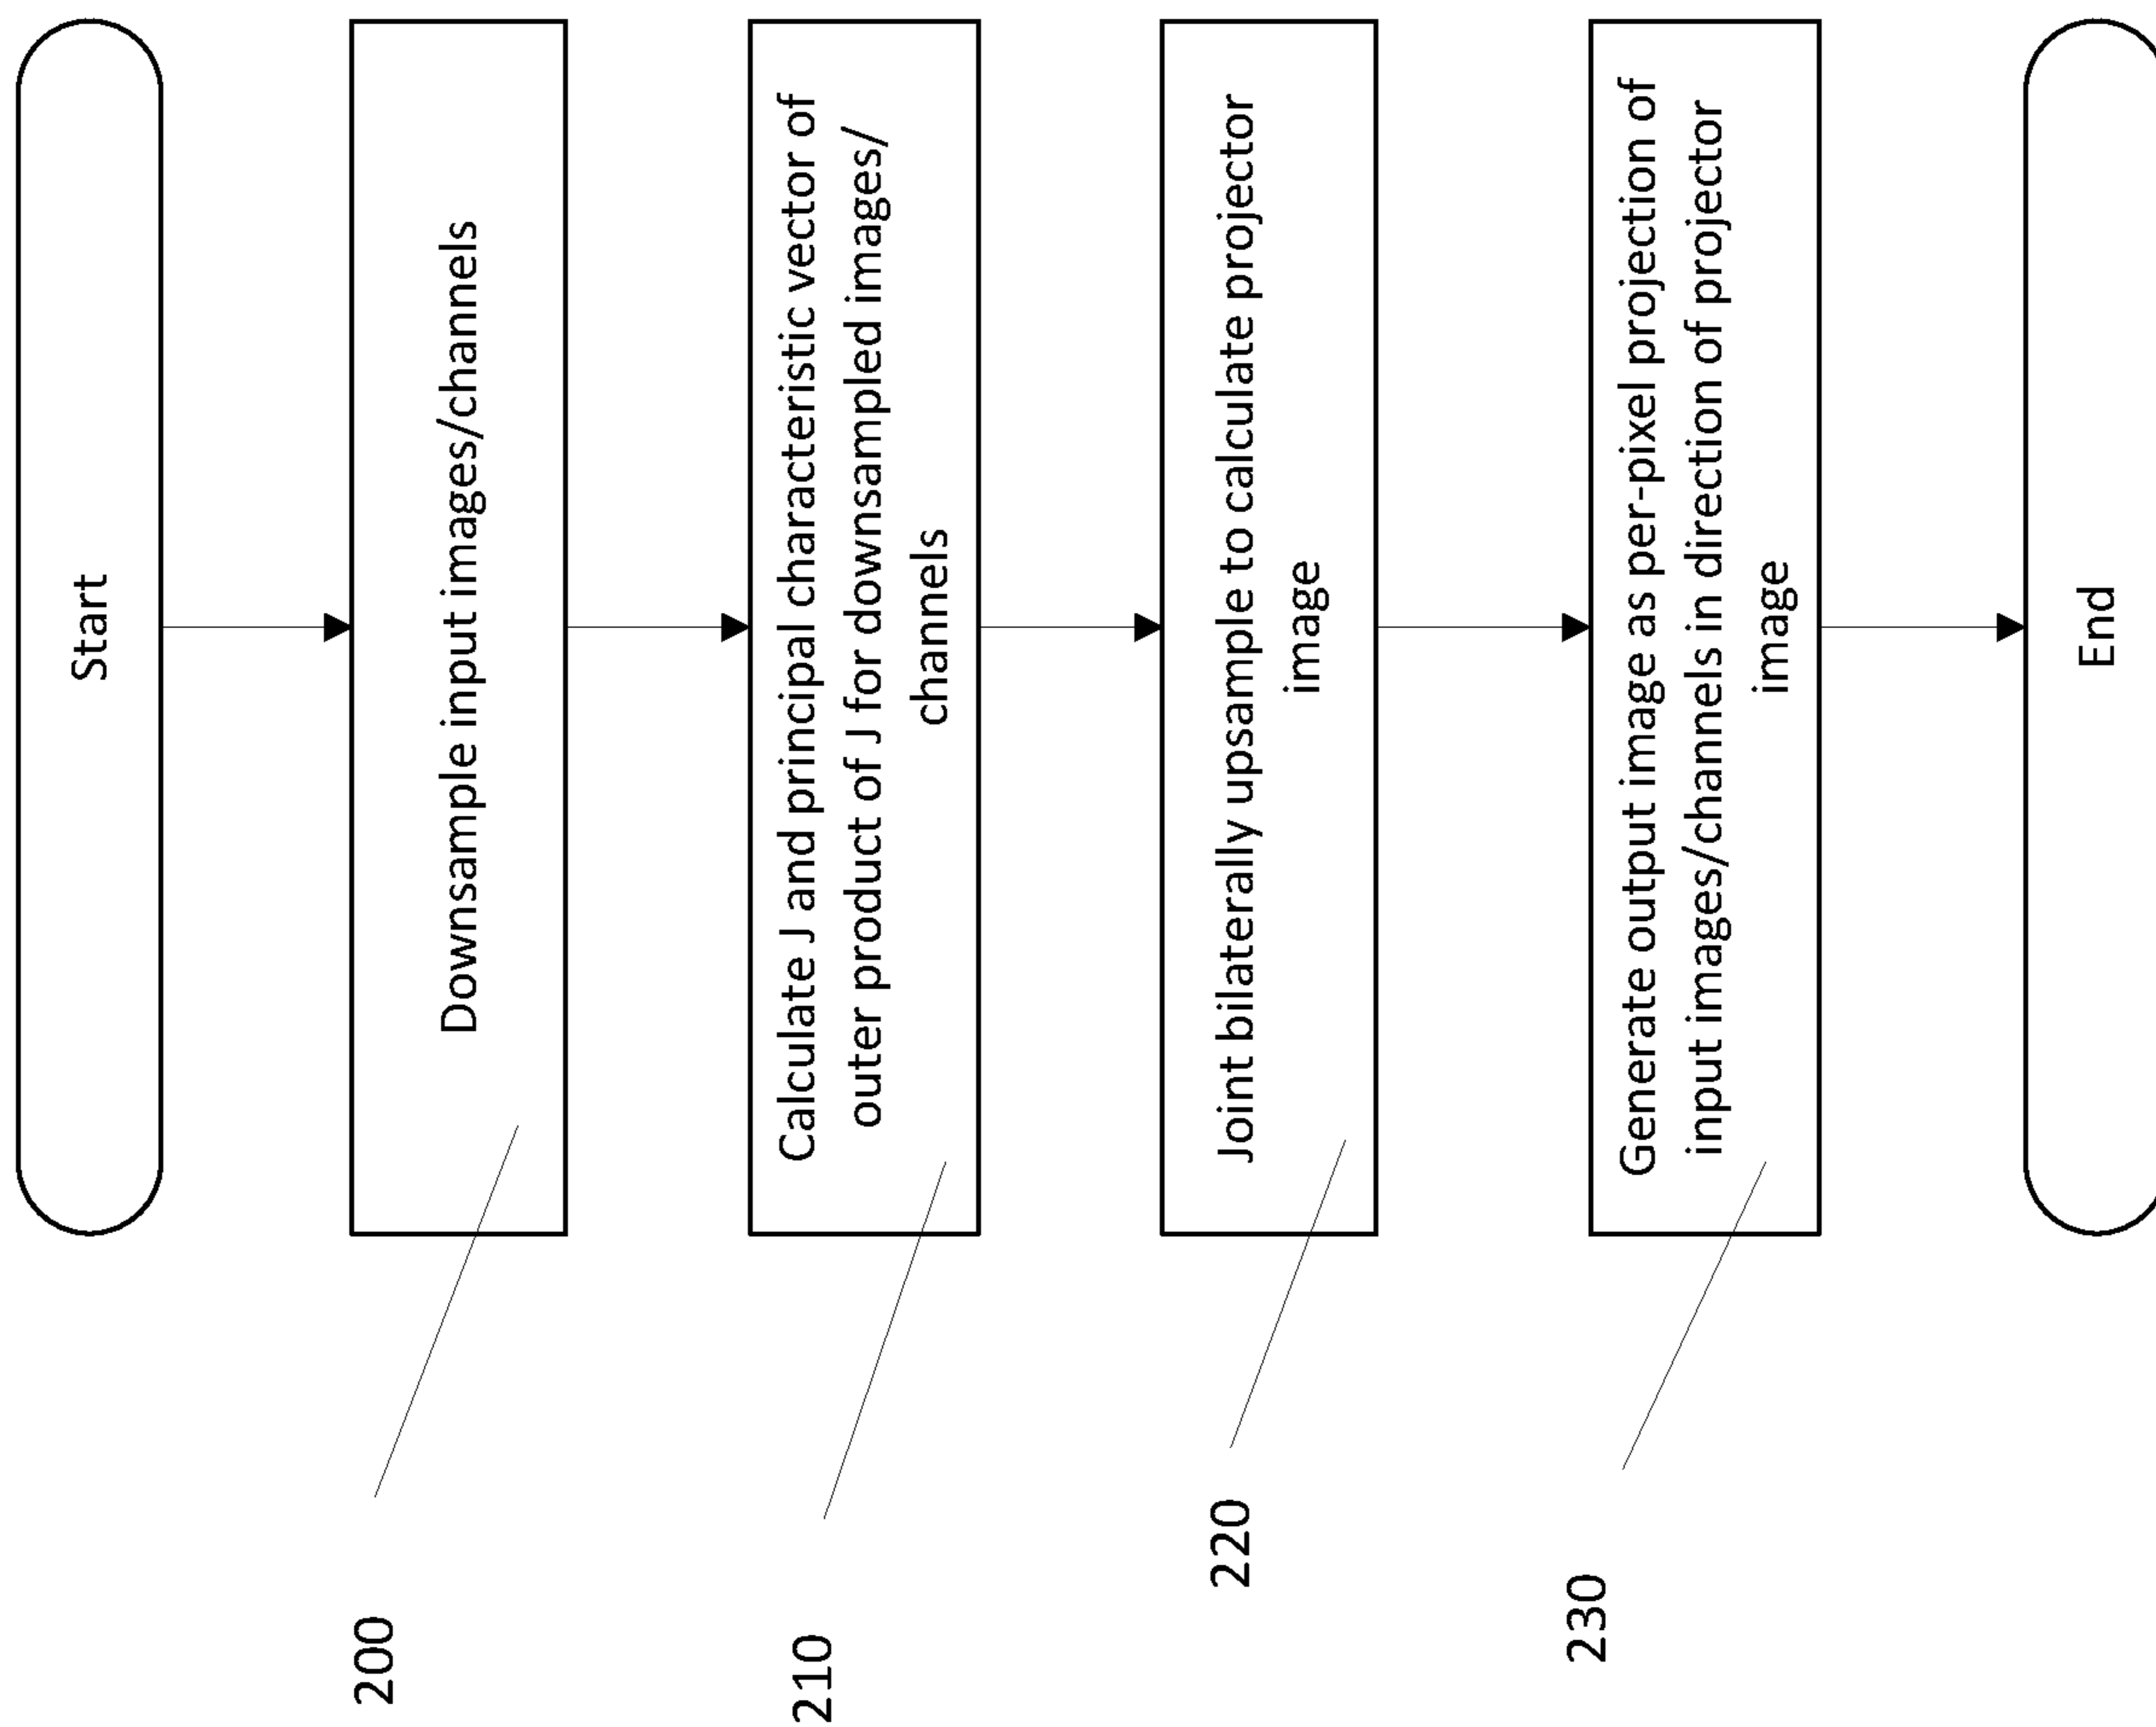 Start
200
Downsample input images/channels
210
Calculate J and principal characteristic vector of
outer product of J for downsampled images/
channels
220
Joint bilaterally upsample to calculate projector
image
230
Generate output image as per-pixel projection of
input images/channels in direction of projector
image
End